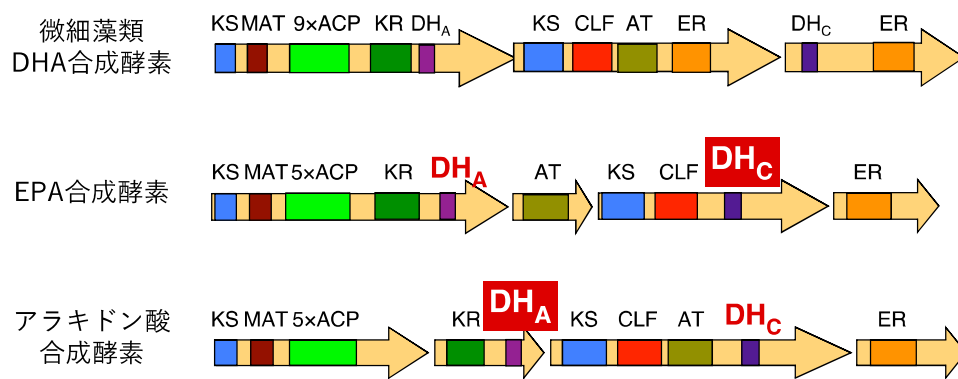 微細藻類
DHA合成酵素
KS MAT 9×ACP KR DHA KS CLF AT ER DHC ER
EPA合成酵素
KS MAT 5×ACP KR DHA AT KS CLF DHC ER
アラキドン酸
合成酵素
KS MAT 5×ACP KR DHA KS CLF AT DHC ER